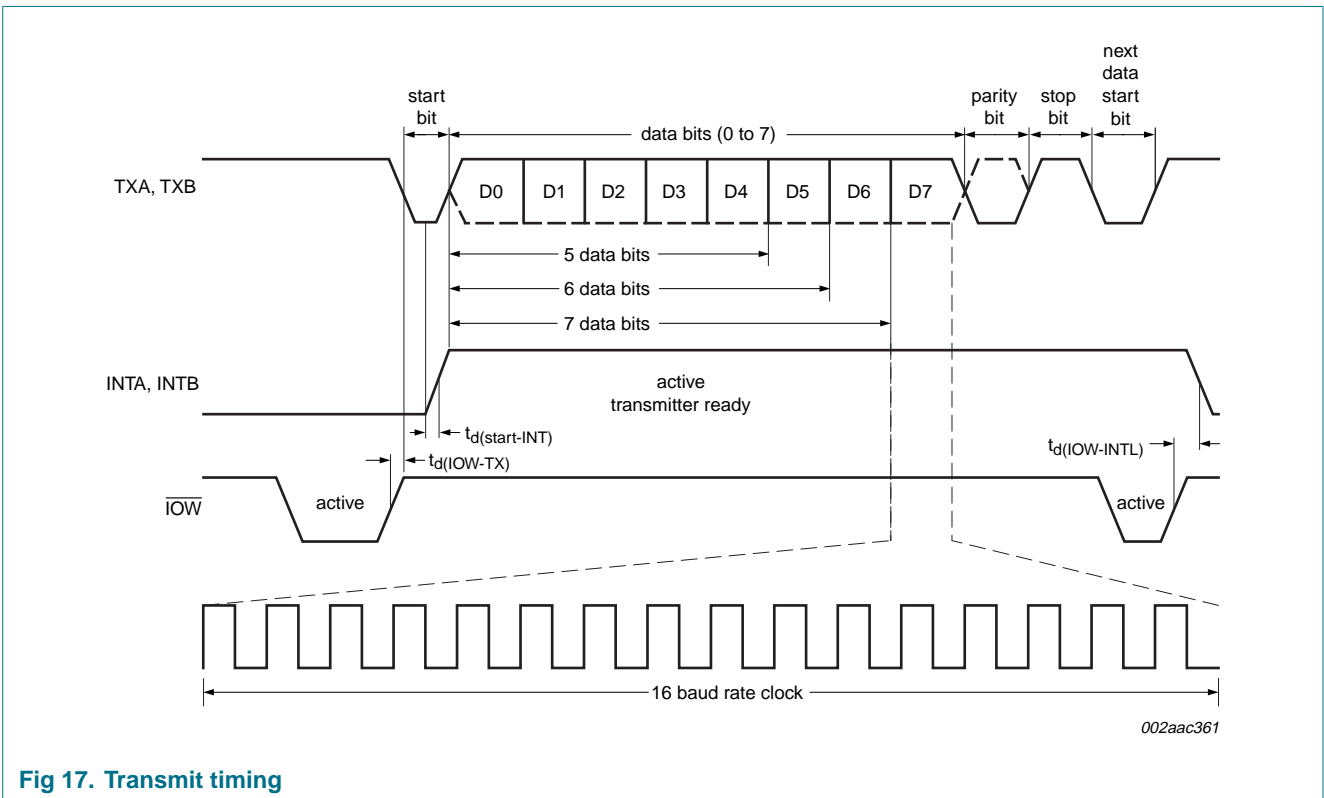 next
data
start
bit
start
bit
parity
bit
stop
bit
data bits (0 to 7)
TXA, TXB
D0 D1 D2 D3 D4 D5 D6 D7
5 data bits
6 data bits
7 data bits
INTA, INTB
active
transmitter ready
td(start-INT)
td(IOW-TX)
td(IOW-INTL)
IOW
active
active
16 baud rate clock
002aac361
Fig 17. Transmit timing